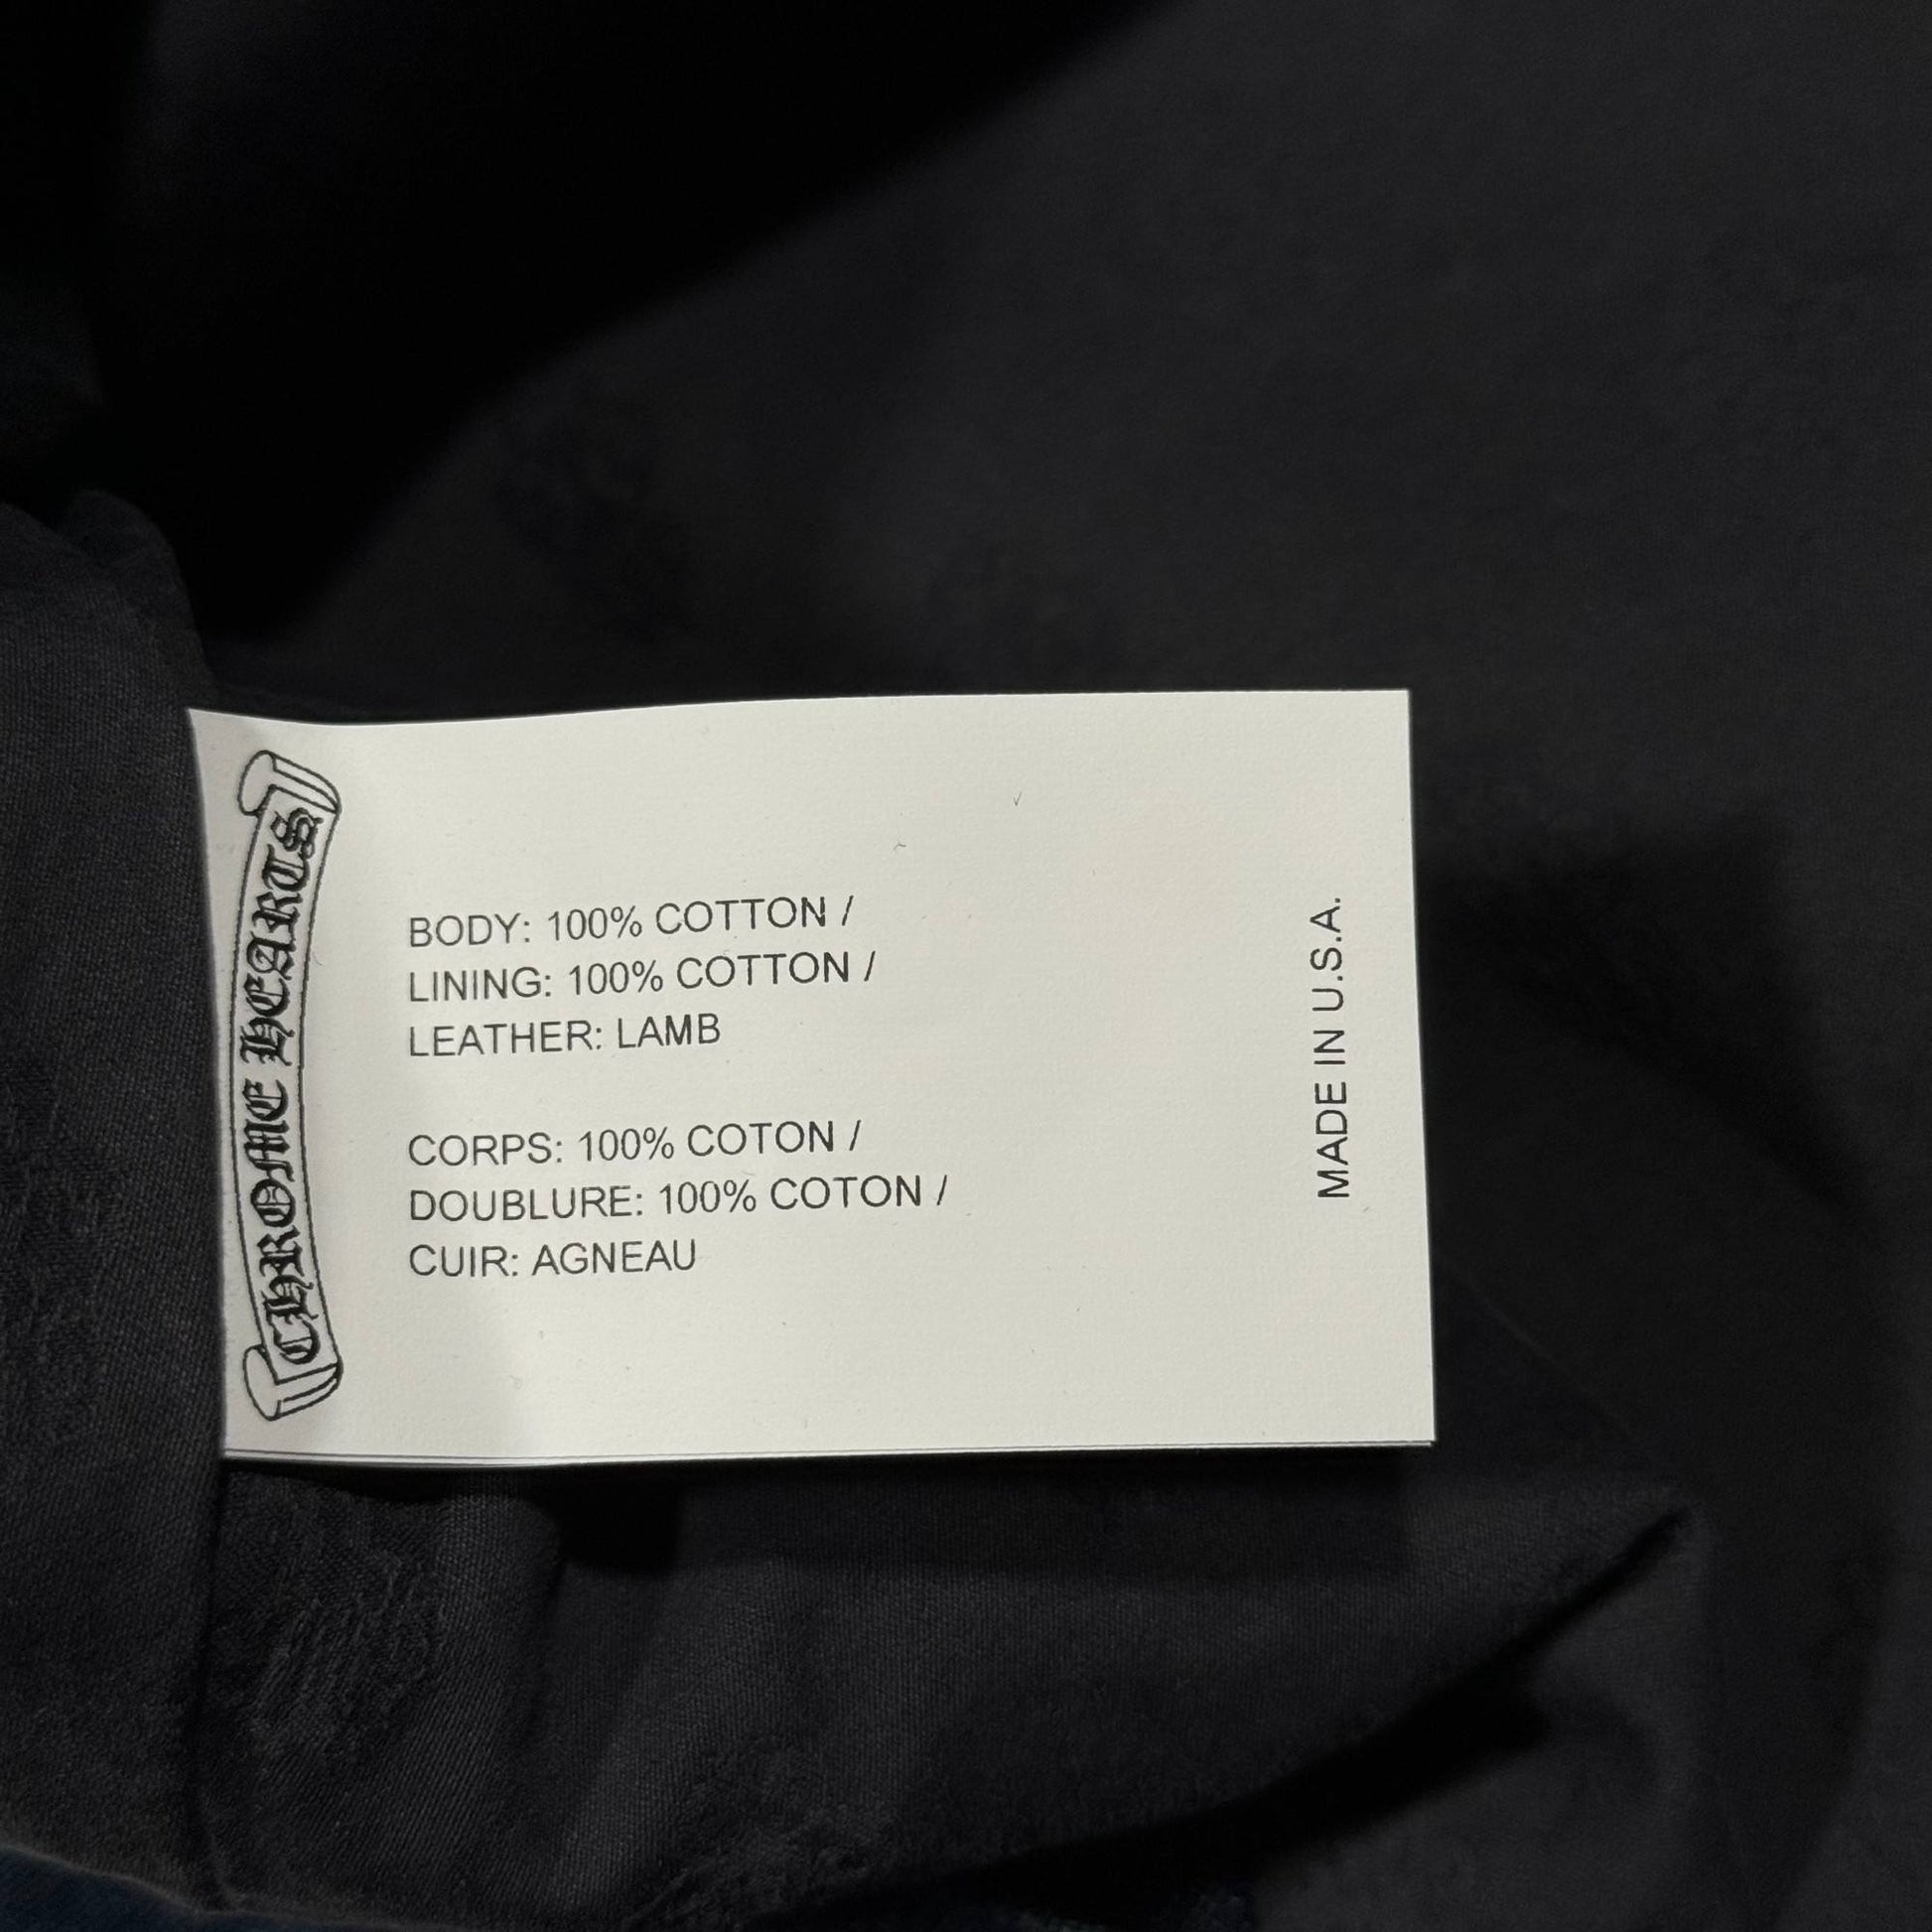 CHROME HEARTS
BODY: 100% COTTON /
LINING: 100% COTTON /
LEATHER: LAMB
CORPS: 100% COTON /
DOUBLURE: 100% COTON /
CUIR: AGNEAU
MADE IN U.S.A.